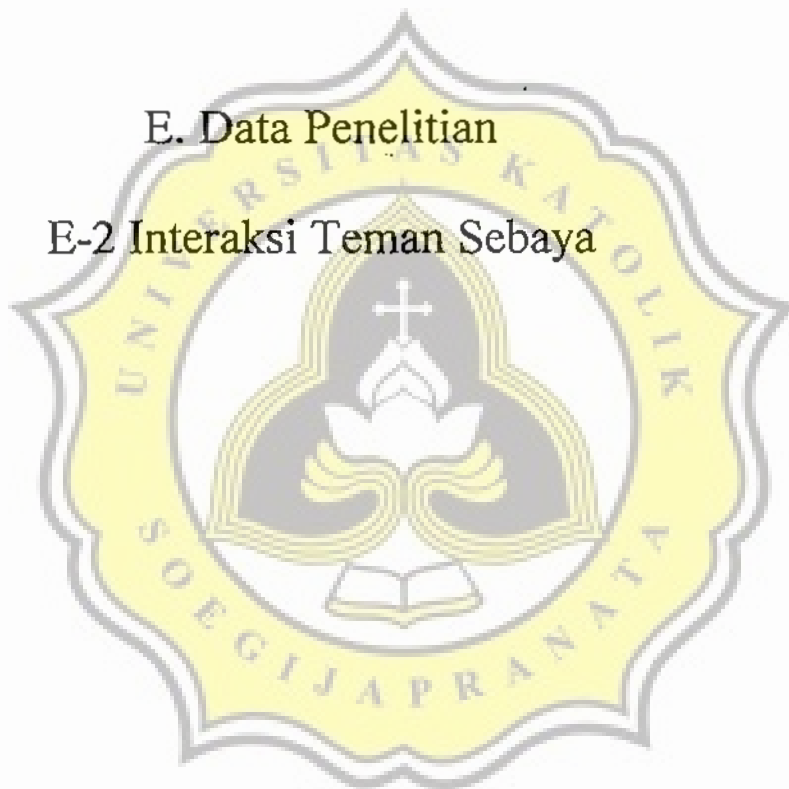 E. Data Penelitian
E-2 Interaksi Teman Sebaya
UNIVERSITAS KATOLIK
SOEGIJAPRANATA